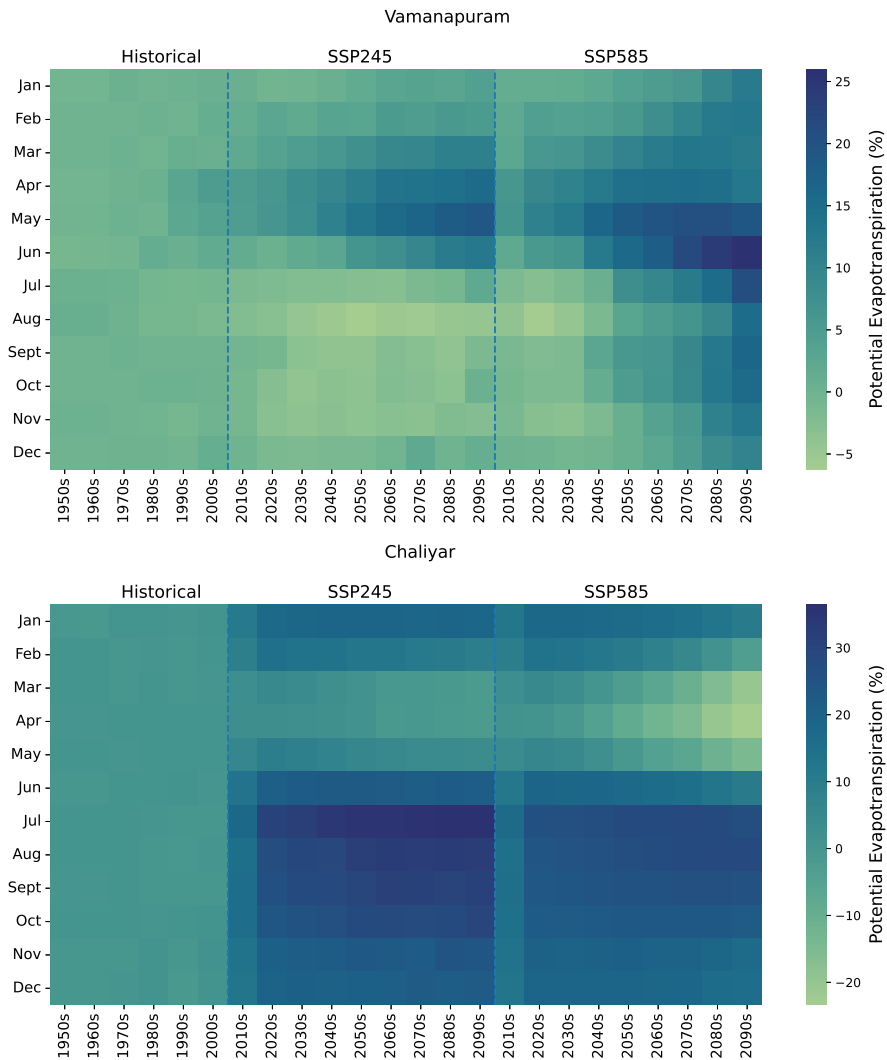 Vamanapuram
Historical SSP245 SSP585
Jan
Feb
Mar
Apr
May
Jun
Jul
Aug
Sept
Oct
Nov
Dec
1950s 1960s 1970s 1980s 1990s 2000s 2010s 2020s 2030s 2040s 2050s 2060s 2070s 2080s 2090s 2010s 2020s 2030s 2040s 2050s 2060s 2070s 2080s 2090s
25
20
15
10
5
0
−5
Potential Evapotranspiration (%)
Chaliyar
Historical SSP245 SSP585
Jan
Feb
Mar
Apr
May
Jun
Jul
Aug
Sept
Oct
Nov
Dec
1950s 1960s 1970s 1980s 1990s 2000s 2010s 2020s 2030s 2040s 2050s 2060s 2070s 2080s 2090s 2010s 2020s 2030s 2040s 2050s 2060s 2070s 2080s 2090s
30
20
10
0
−10
−20
Potential Evapotranspiration (%)